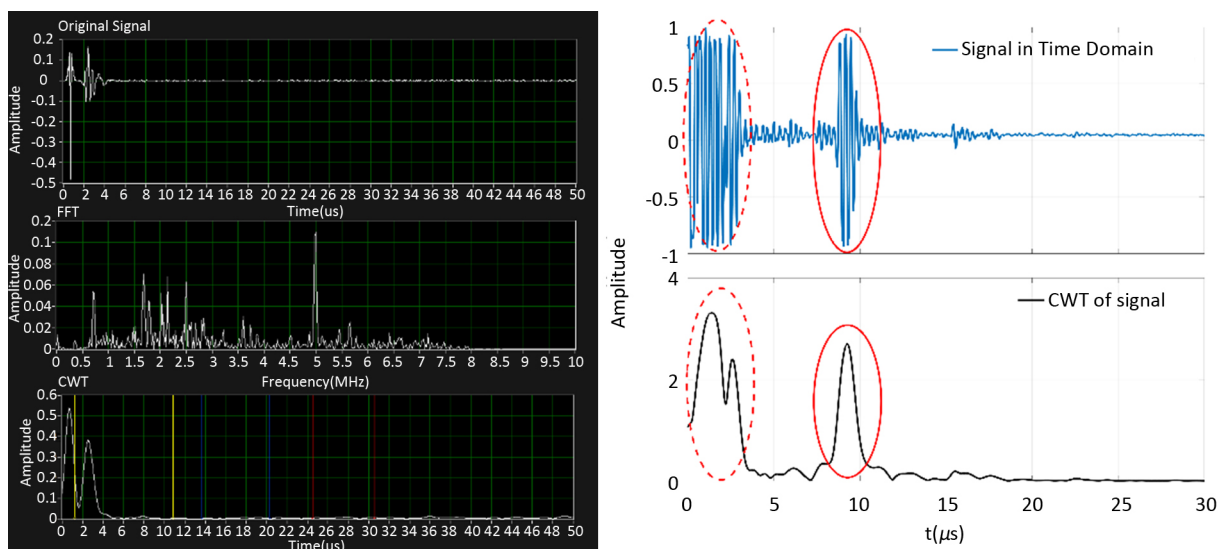 Original Signal
Amplitude
0.2
0.1
0
-0.1
-0.2
-0.3
-0.4
-0.5
0 2 4 6 8 10 12 14 16 18 20 22 24 26 28 30 32 34 36 38 40 42 44 46 48 50
Time(us)
FFT
Amplitude
0.2
0.1
0.08
0.06
0.04
0.02
0
0 0.5 1 1.5 2 2.5 3 3.5 4 4.5 5 5.5 6 6.5 7 7.5 8 8.5 9 9.5 10
CWT
Frequency(MHz)
Amplitude
0.6
0.5
0.4
0.3
0.2
0.1
0
0 2 4 6 8 10 12 14 16 18 20 22 24 26 28 30 32 34 36 38 40 42 44 46 48 50
Time(us)
Amplitude
1
0.5
0
-0.5
-1
Signal in Time Domain
4
2
0
CWT of signal
0 5 10 15 20 25 30
t(μs)